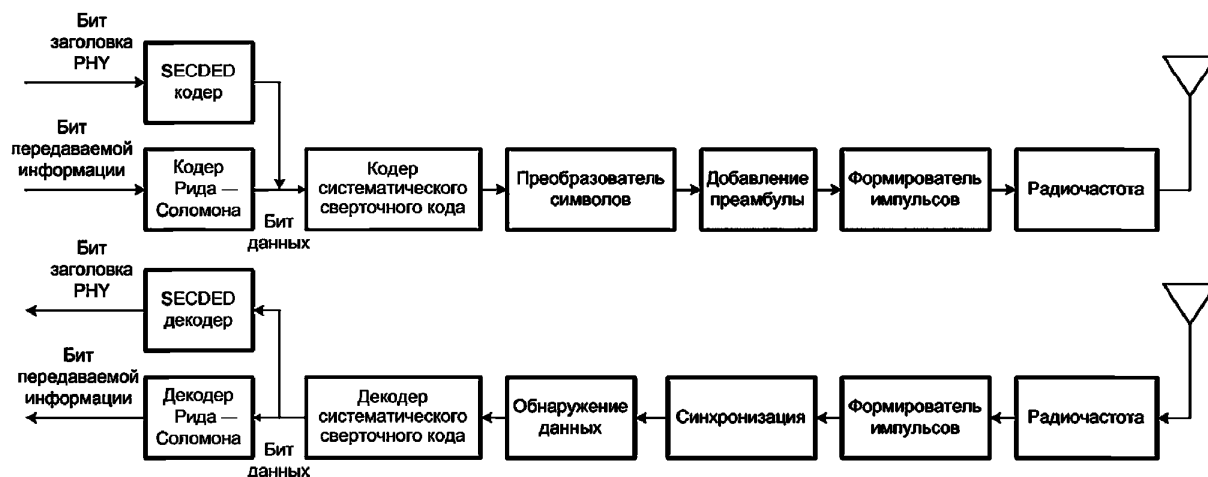 Бит
заголовка
PHY
SECDED
кодер
Бит
передаваемой
информации
Кодер
Рида —
Соломона
Бит
данных
Кодер
систематического
сверточного кода
Преобразователь
символов
Добавление
преамбулы
Формирователь
импульсов
Радиочастота
Бит
заголовка
PHY
SECDED
декодер
Бит
передаваемой
информации
Декодер
Рида —
Соломона
Бит
данных
Декодер
систематического
сверточного кода
Обнаружение
данных
Синхронизация
Формирователь
импульсов
Радиочастота